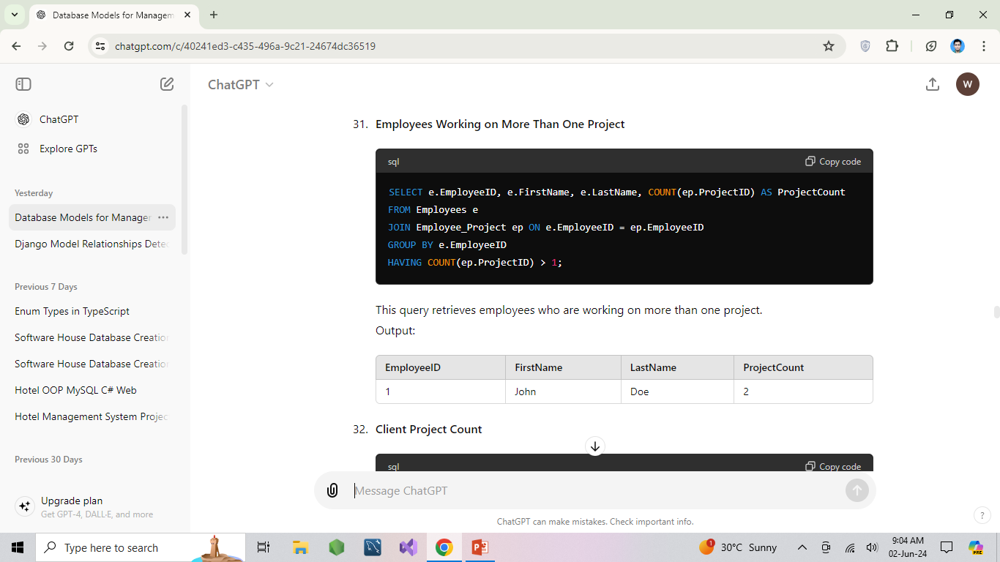 Database Models for Managem
chatgpt.com/c/40241ed3-c435-496a-9c21-24674dc36519
ChatGPT
W
ChatGPT
Explore GPTs
Yesterday
Database Models for Manager
Django Model Relationships Detec
Previous 7 Days
Enum Types in TypeScript
Software House Database Creation
Software House Database Creation
Hotel OOP MySQL C# Web
Hotel Management System Projec
Previous 30 Days
Upgrade plan
Get GPT-4, DALL·E, and more
31. Employees Working on More Than One Project
sql Copy code
SELECT e.EmployeeID, e.FirstName, e.LastName, COUNT(ep.ProjectID) AS ProjectCount
FROM Employees e
JOIN Employee_Project ep ON e.EmployeeID = ep.EmployeeID
GROUP BY e.EmployeeID
HAVING COUNT(ep.ProjectID) > 1;
This query retrieves employees who are working on more than one project.
Output:
EmployeeID FirstName LastName ProjectCount
1 John Doe 2
32. Client Project Count
sql Copy code
Message ChatGPT
ChatGPT can make mistakes. Check important info.
?
Type here to search
1
30°C Sunny
9:04 AM
02-Jun-24
PRE